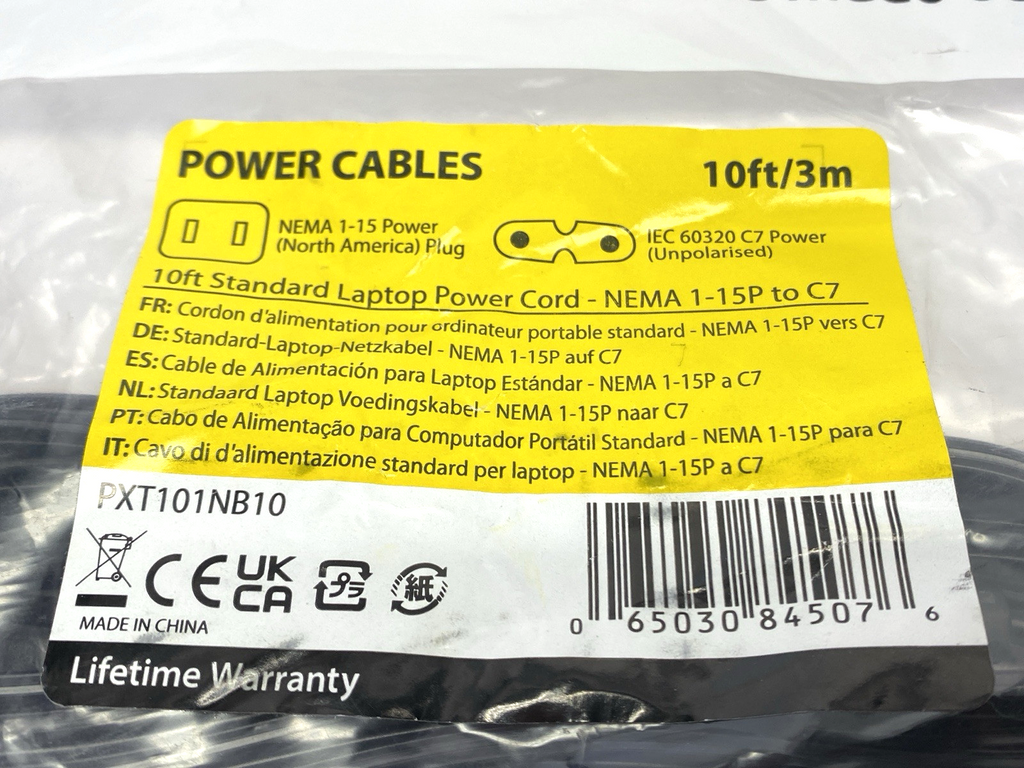 POWER CABLES
10ft/3m
NEMA 1-15 Power
(North America) Plug
IEC 60320 C7 Power
(Unpolarised)
10ft Standard Laptop Power Cord - NEMA 1-15P to C7
FR: Cordon d'alimentation pour ordinateur portable standard - NEMA 1-15P vers C7
DE: Standard-Laptop-Netzkabel - NEMA 1-15P auf C7
ES: Cable de Alimentación para Laptop Estándar - NEMA 1-15P a C7
NL: Standaard Laptop Voedingskabel - NEMA 1-15P naar C7
PT: Cabo de Alimentação para Computador Portátil Standard - NEMA 1-15P para C7
IT: Cavo di d'alimentazione standard per laptop - NEMA 1-15P a C7
PXT101NB10
CE UK CA プラ 紙
MADE IN CHINA
0 65030 84507 6
Lifetime Warranty